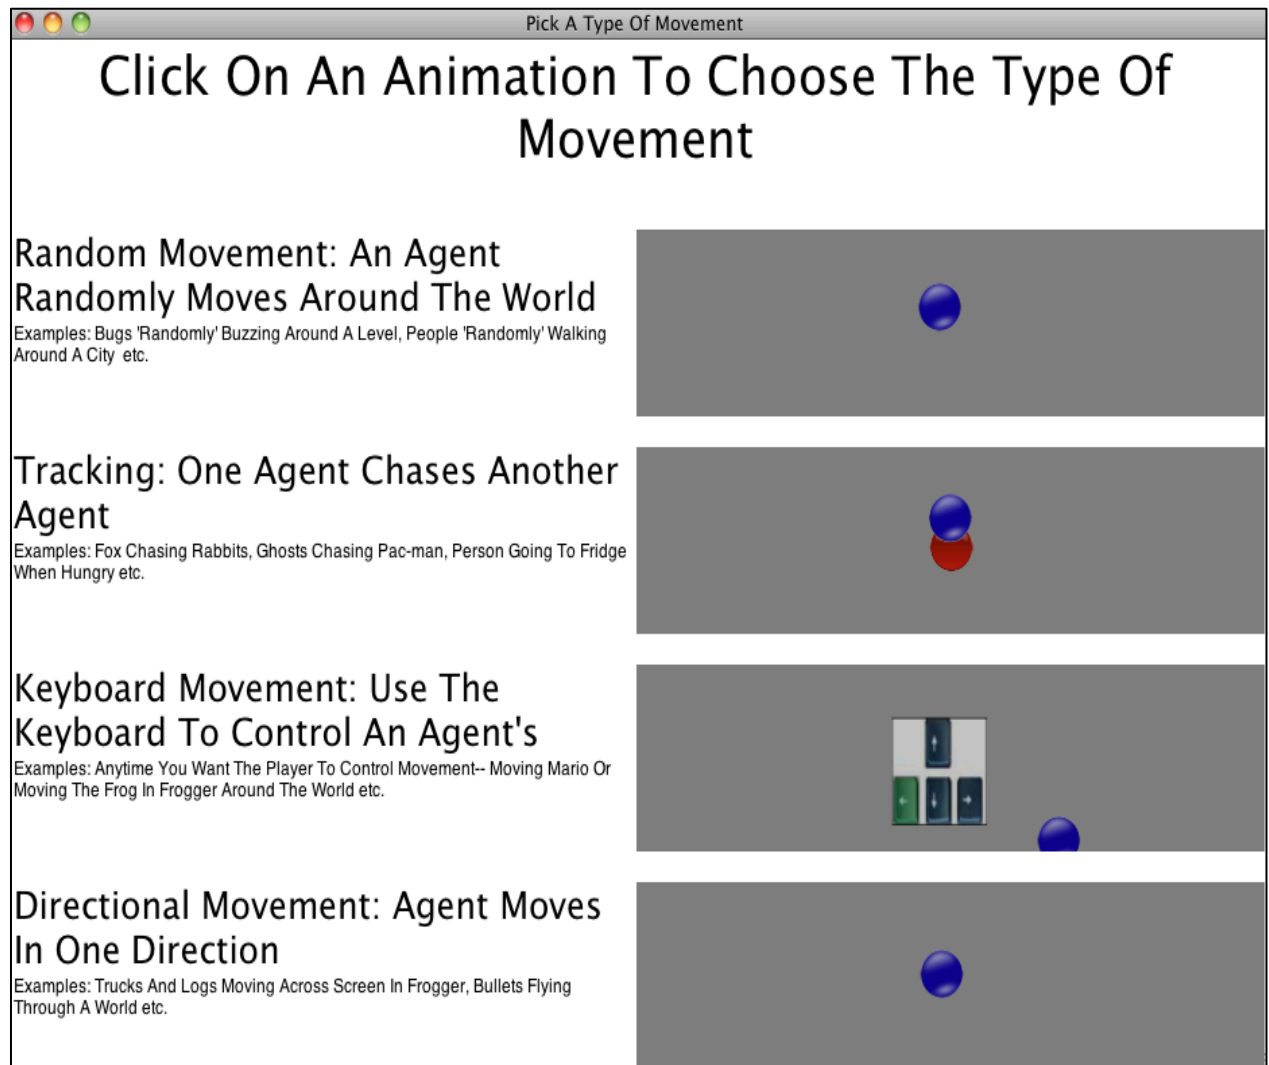 Pick A Type Of Movement
Click On An Animation To Choose The Type Of
Movement
Random Movement: An Agent
Randomly Moves Around The World
Examples: Bugs 'Randomly' Buzzing Around A Level, People 'Randomly' Walking
Around A City  etc.
Tracking: One Agent Chases Another
Agent
Examples: Fox Chasing Rabbits, Ghosts Chasing Pac-man, Person Going To Fridge
When Hungry etc.
Keyboard Movement: Use The
Keyboard To Control An Agent's
Examples: Anytime You Want The Player To Control Movement-- Moving Mario Or
Moving The Frog In Frogger Around The World etc.
Directional Movement: Agent Moves
In One Direction
Examples: Trucks And Logs Moving Across Screen In Frogger, Bullets Flying
Through A World etc.